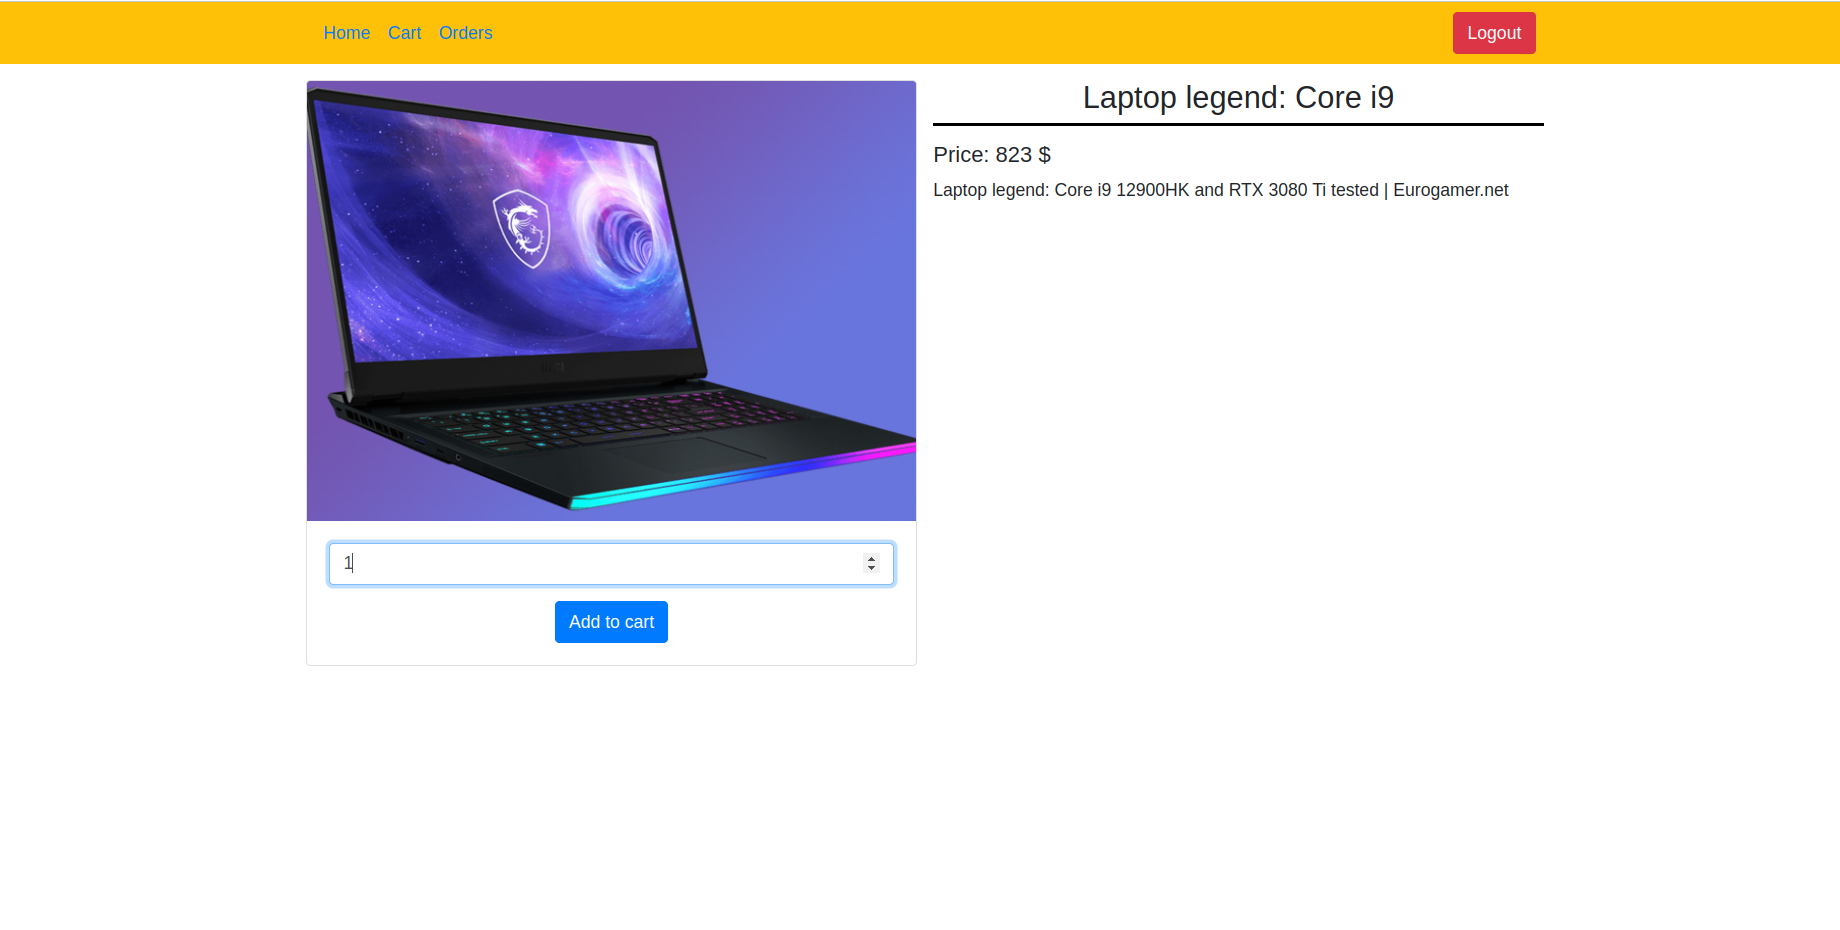 Home Cart Orders Logout
Laptop legend: Core i9
Price: 823 $
Laptop legend: Core i9 12900HK and RTX 3080 Ti tested | Eurogamer.net
1
Add to cart